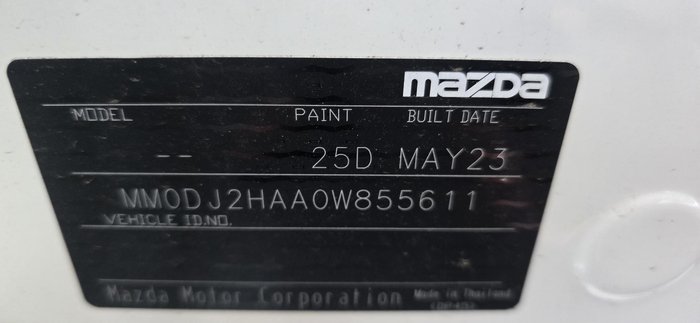 mazda
MODEL PAINT BUILT DATE
-- 25D MAY23
MM0DJ2HAA0W855611
VEHICLE ID.NO.
Mazda Motor Corporation Made in Thailand